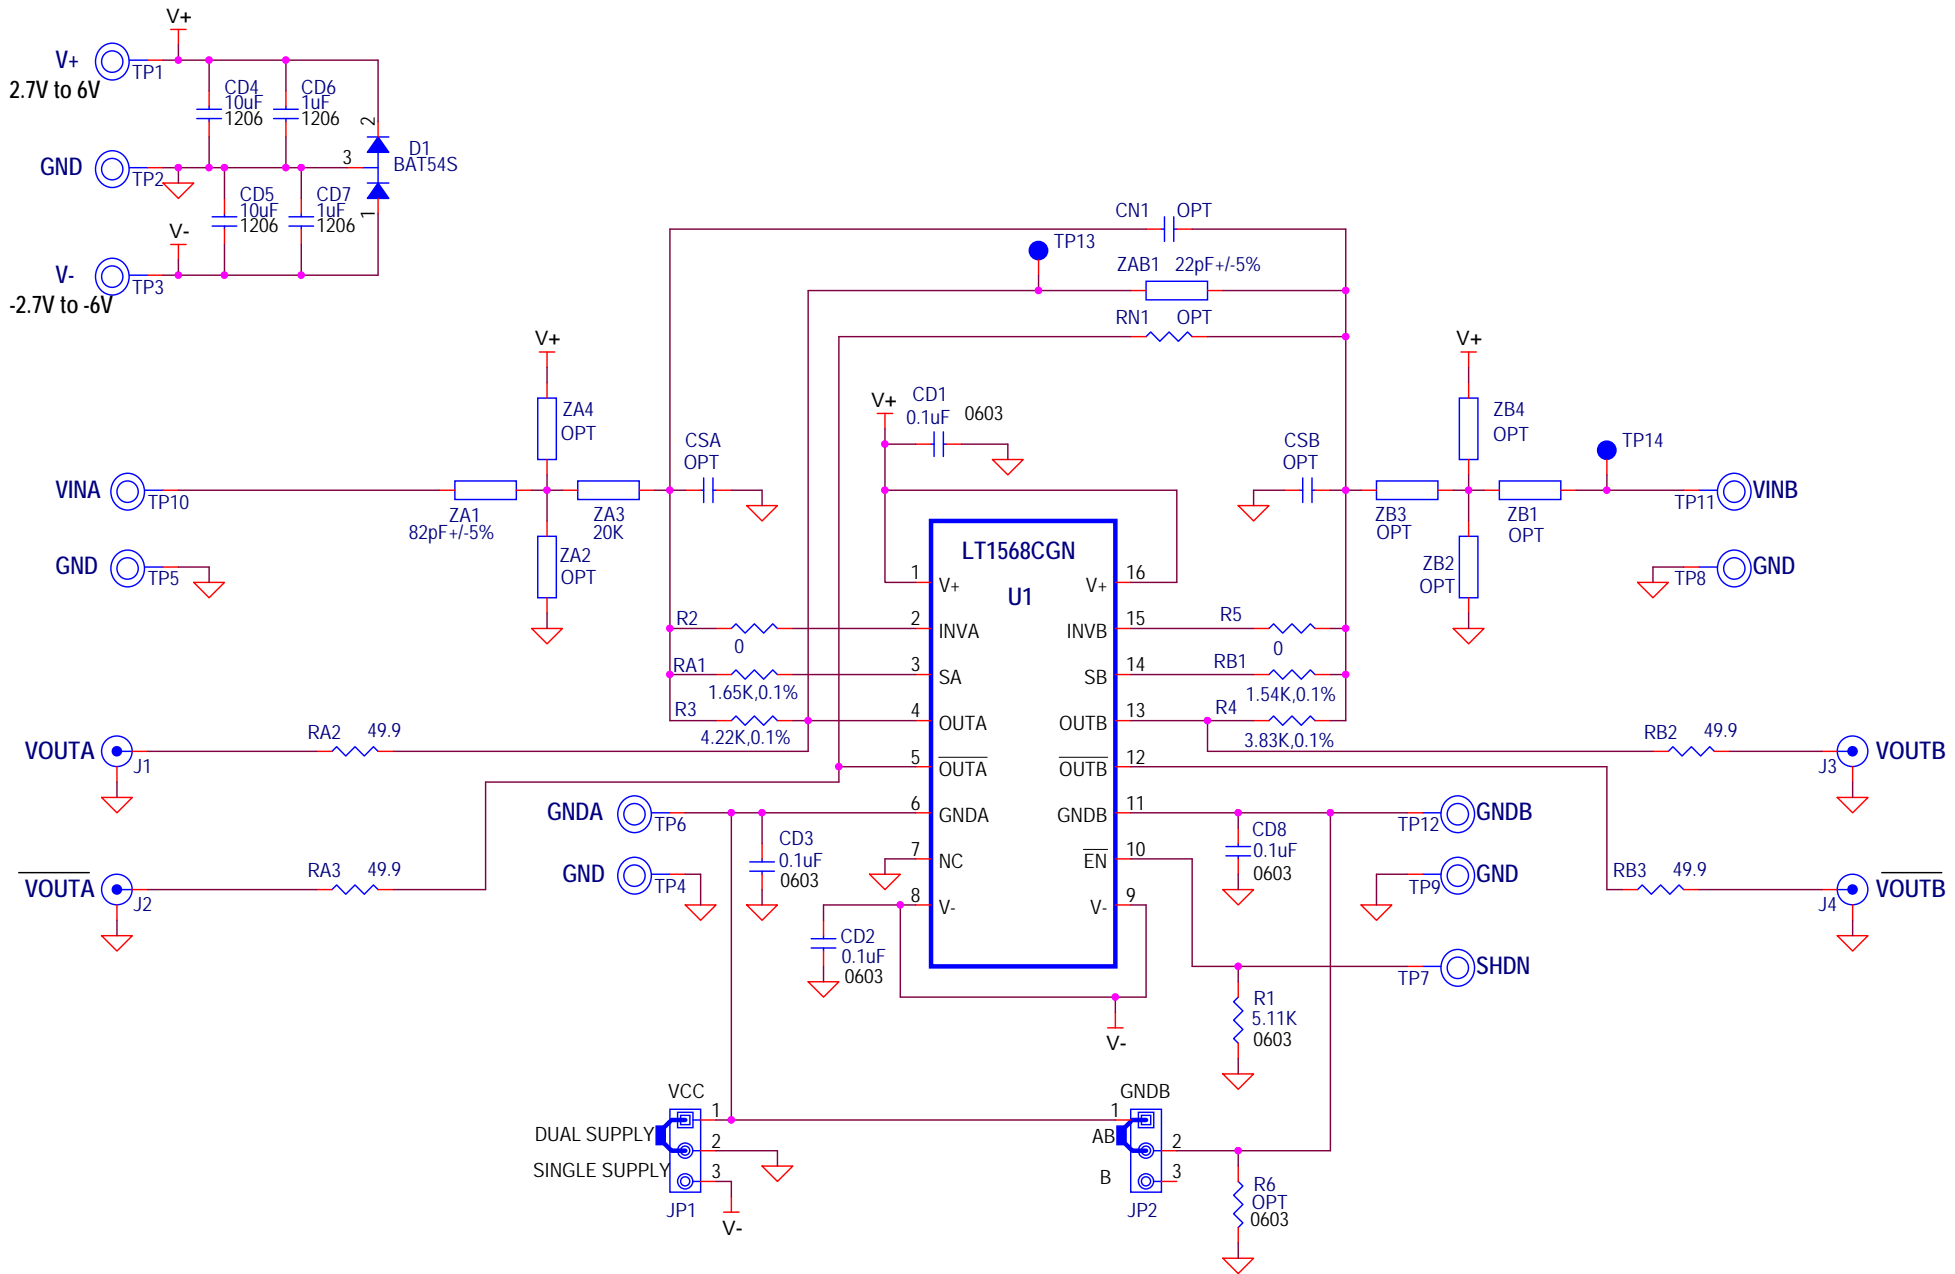 V+
V+
TP1
2.7V to 6V
CD4
10uF
1206
CD6
1uF
1206
2
D1
BAT54S
3
GND
TP2
CD5
10uF
1206
CD7
1uF
1206
1
V-
V-
TP3
-2.7V to -6V
CN1 OPT
TP13
ZAB1 22pF+/-5%
RN1 OPT
V+
ZA4
OPT
V+
CD1
0.1uF 0603
V+
ZB4
OPT
CSA
OPT
CSB
OPT
TP14
VINA
TP10
ZA1
82pF+/-5%
ZA3
20K
ZA2
OPT
ZB3
OPT
ZB1
OPT
TP11
VINB
ZB2
OPT
GND
TP5
TP8
GND
LT1568CGN
U1
1 V+
V+ 16
R2
0
2 INVA
INVB 15
R5
0
RA1
1.65K,0.1%
3 SA
SB 14
RB1
1.54K,0.1%
R3
4.22K,0.1%
4 OUTA
OUTB 13
R4
3.83K,0.1%
VOUTA
J1
RA2 49.9
5 OUTA
OUTB 12
RB2 49.9
J3
VOUTB
GNDA
TP6
6 GNDA
GNDB 11
TP12
GNDB
CD3
0.1uF
0603
CD8
0.1uF
0603
7 NC
EN 10
GND
TP4
TP9
GND
VOUTA
J2
RA3 49.9
RB3 49.9
J4
VOUTB
8 V-
V- 9
CD2
0.1uF
0603
TP7
SHDN
R1
5.11K
0603
V-
VCC
1
DUAL SUPPLY
2
SINGLE SUPPLY
3
JP1
V-
GNDB
1
AB
2
B
3
JP2
R6
OPT
0603